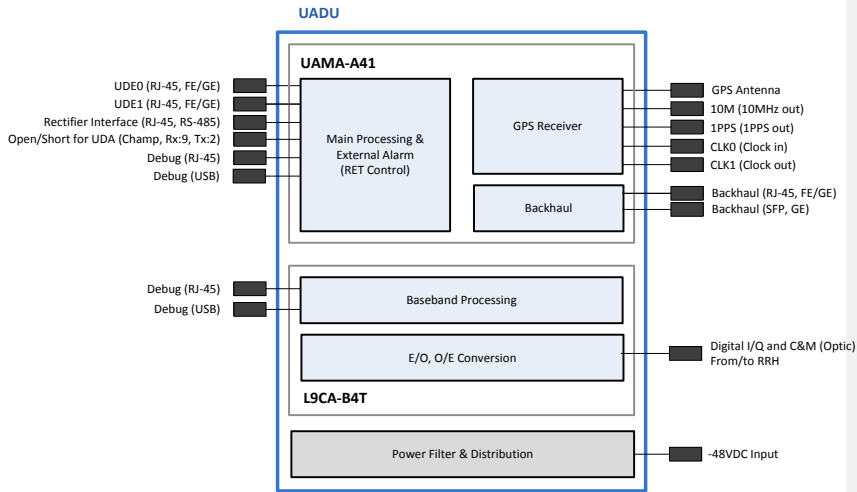 UADU
UAMA-A41
UDE0 (RJ-45, FE/GE)
UDE1 (RJ-45, FE/GE)
Rectifier Interface (RJ-45, RS-485)
Open/Short for UDA (Champ, Rx:9, Tx:2)
Debug (RJ-45)
Debug (USB)
Main Processing &
External Alarm
(RET Control)
GPS Receiver
GPS Antenna
10M (10MHz out)
1PPS (1PPS out)
CLK0 (Clock in)
CLK1 (Clock out)
Backhaul
Backhaul (RJ-45, FE/GE)
Backhaul (SFP, GE)
Debug (RJ-45)
Debug (USB)
Baseband Processing
E/O, O/E Conversion
Digital I/Q and C&M (Optic)
From/to RRH
L9CA-B4T
Power Filter & Distribution
-48VDC Input